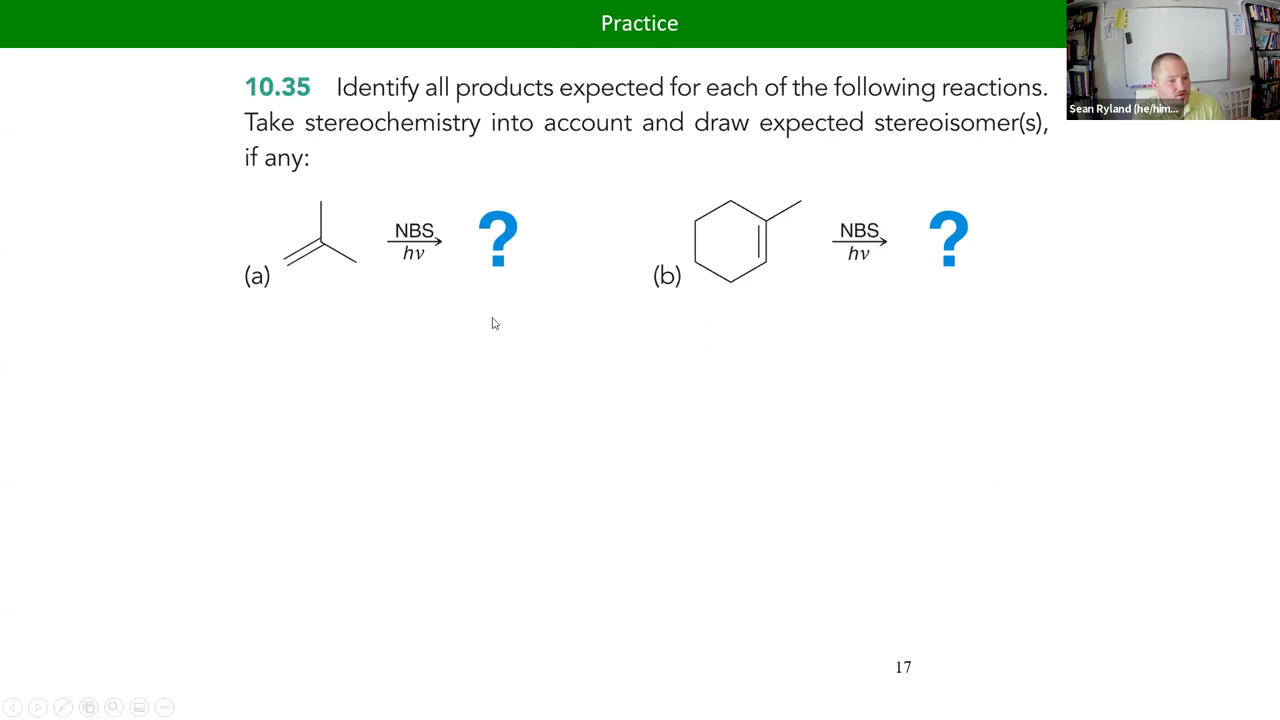 Practice
Sean Ryland (he/him...
10.35 Identify all products expected for each of the following reactions.
Take stereochemistry into account and draw expected stereoisomer(s),
if any:
(a) NBS hν ?
(b) NBS hν ?
17